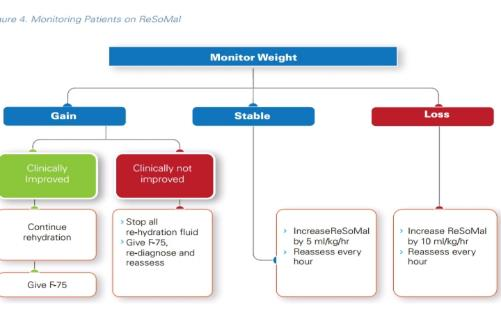 ure 4. Monitoring Patients on ReSoMal
Monitor Weight
Gain
Stable
Loss
Clinically
Improved
Clinically not
improved
Continue
rehydration
Give F-75
› Stop all
re-hydration fluid
› Give F-75,
re-diagnose and
reassess
› IncreaseReSoMal
by 5 ml/kg/hr
› Reassess every
hour
› Increase ReSoMal
by 10 ml/kg/hr
› Reassess every
hour